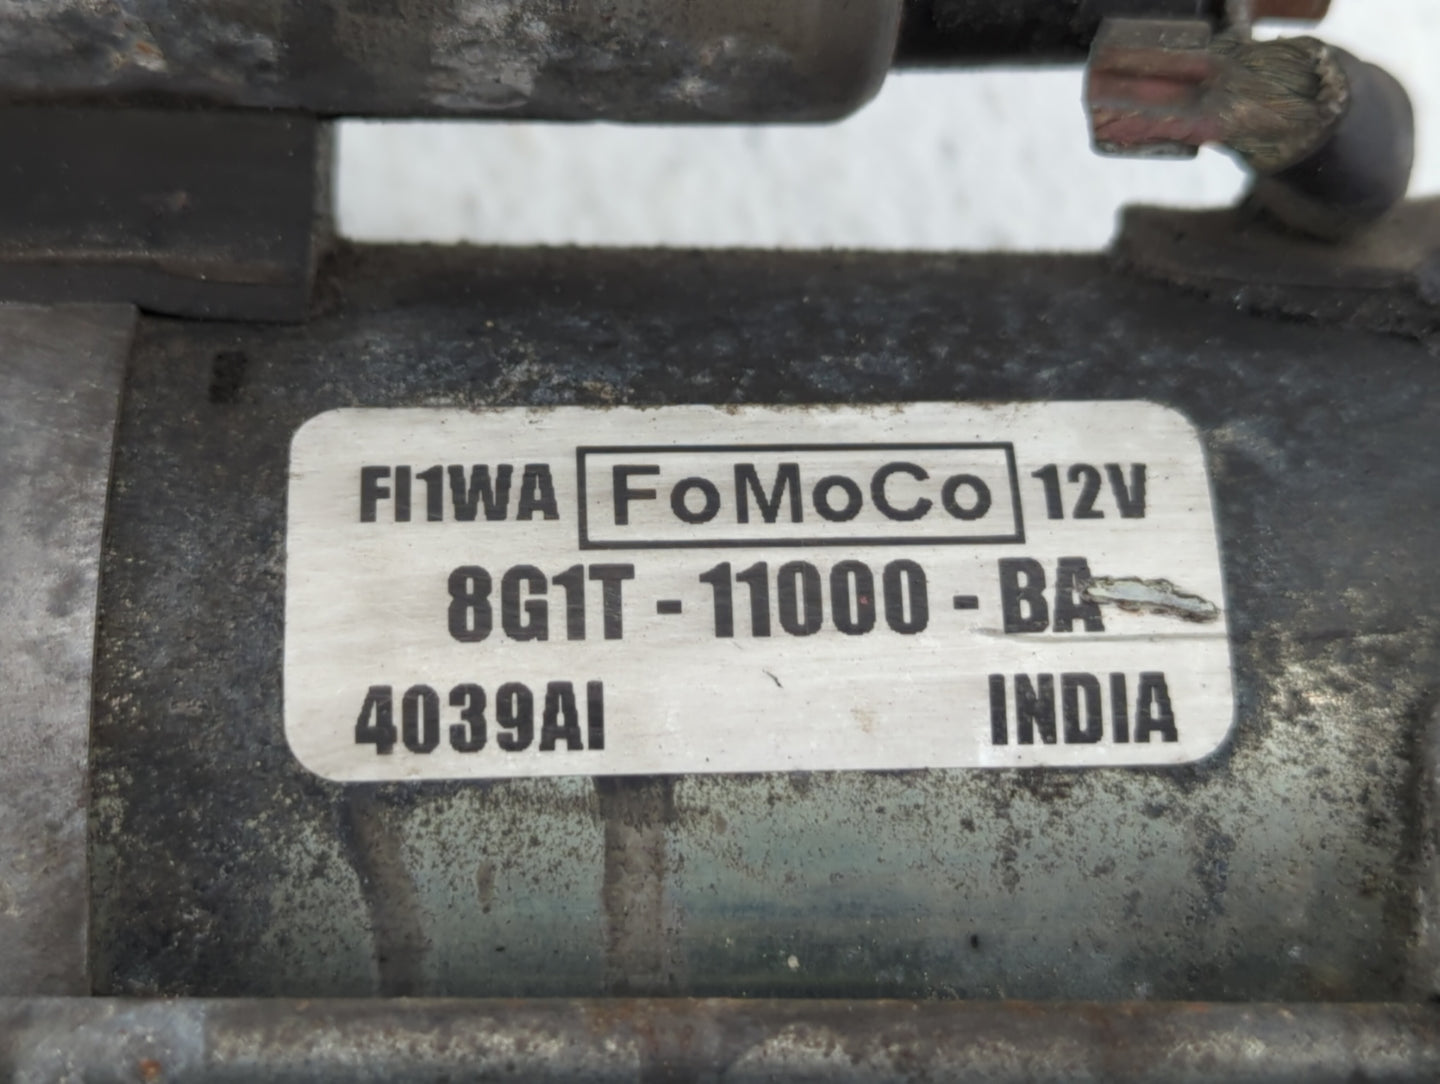 FI1WA FoMoCo 12V
8G1T - 11000 - BA
4039AI INDIA